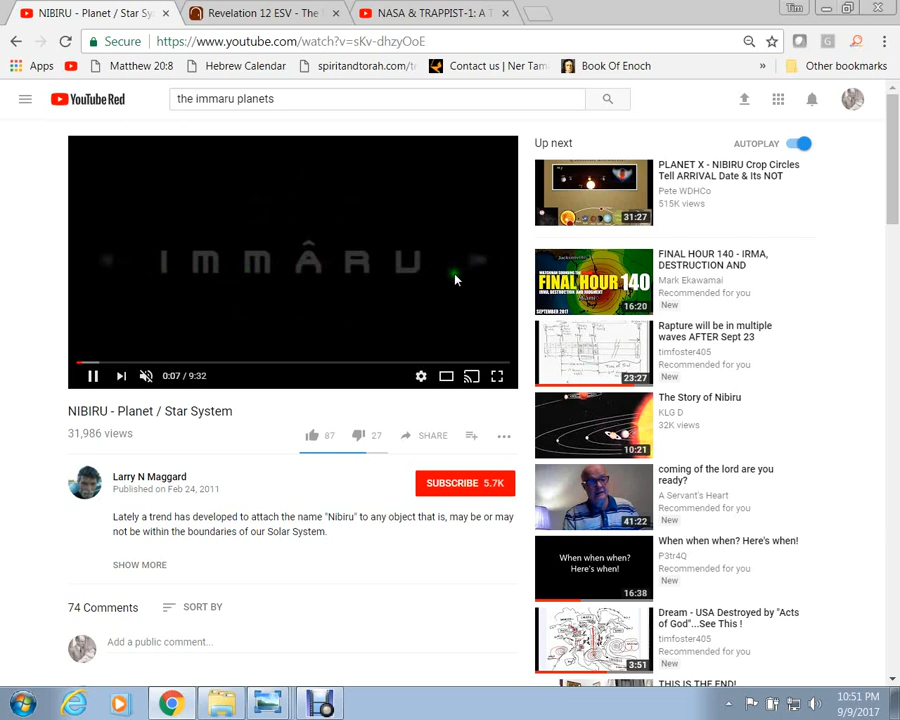 NIBIRU - Planet / Star Sy
Revelation 12 ESV - The
NASA & TRAPPIST-1: A T
Tim
Secure
https://www.youtube.com/watch?v=sKv-dhzyOoE
Apps
Matthew 20:8
Hebrew Calendar
spiritandtorah.com/te
Contact us | Ner Tam
Book Of Enoch
»
Other bookmarks
YouTube Red
the immaru planets
IMMÂRU
0:07 / 9:32
NIBIRU - Planet / Star System
31,986 views
87
27
SHARE
Larry N Maggard
Published on Feb 24, 2011
SUBSCRIBE 5.7K
Lately a trend has developed to attach the name "Nibiru" to any object that is, may be or may
not be within the boundaries of our Solar System.
SHOW MORE
74 Comments
SORT BY
Add a public comment...
Up next
AUTOPLAY
31:27
PLANET X - NIBIRU Crop Circles
Tell ARRIVAL Date & Its NOT
Pete WDHCo
515K views
FINAL HOUR 140
SEPTEMBER 2017
16:20
FINAL HOUR 140 - IRMA,
DESTRUCTION AND
Mark Ekawamai
Recommended for you
New
23:27
Rapture will be in multiple
waves AFTER Sept 23
timfoster405
Recommended for you
New
10:21
The Story of Nibiru
KLG D
32K views
41:22
coming of the lord are you
ready?
A Servant's Heart
Recommended for you
New
When when when?
Here's when!
16:38
When when when? Here's when!
P3tr4Q
Recommended for you
New
3:51
Dream - USA Destroyed by "Acts
of God"...See This !
timfoster405
Recommended for you
New
THIS IS THE END!
10:51 PM
9/9/2017